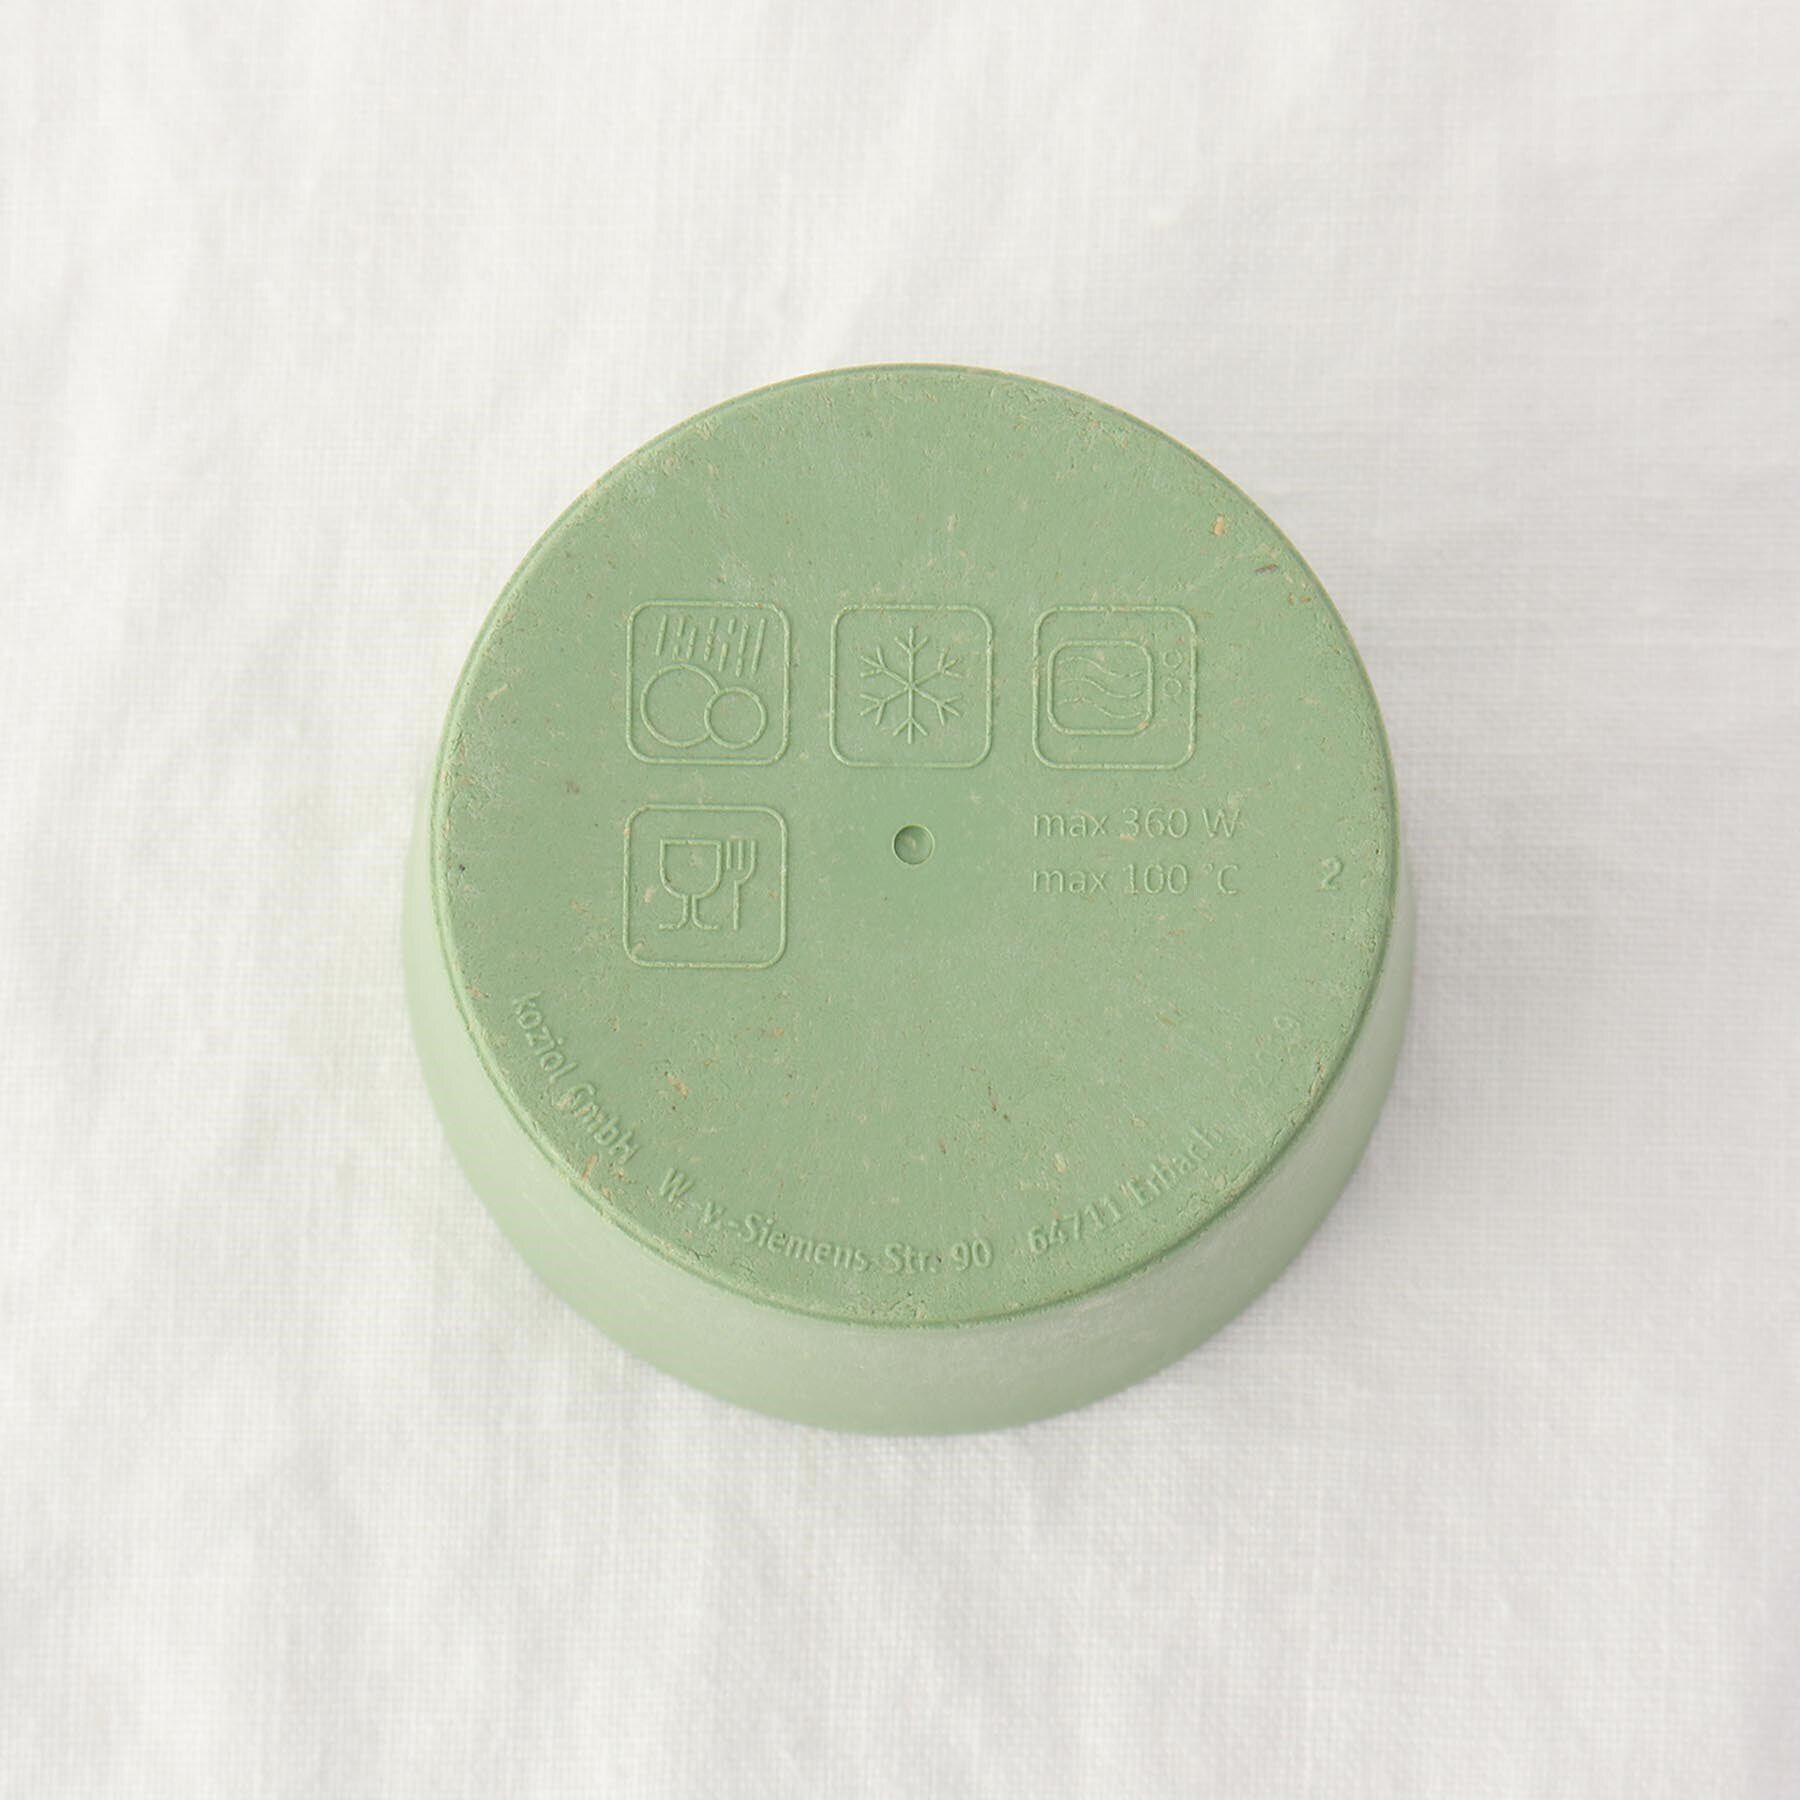 max 360 W
max 100 °C
2
koziol GmbH W.-v.-Siemens-Str. 90 64711 Erbach